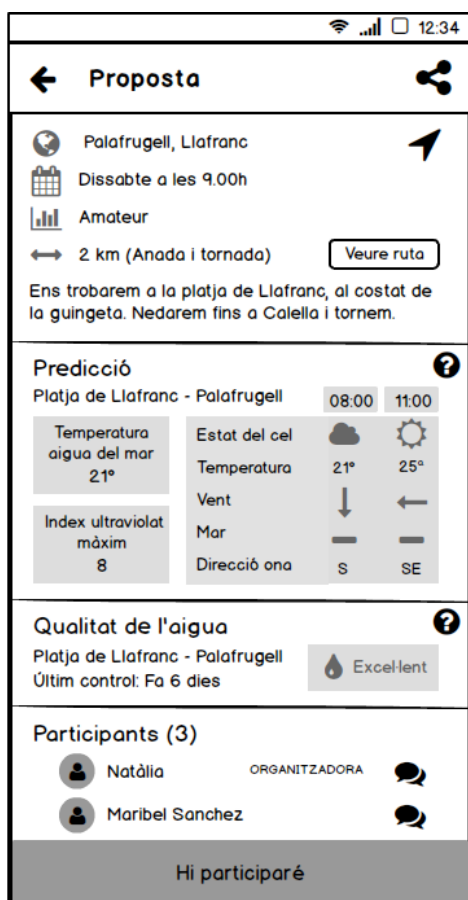 12:34
Proposta
Palafrugell, Llafranc
Dissabte a les 9.00h
Amateur
2 km (Anada i tornada)
Veure ruta
Ens trobarem a la platja de Llafranc, al costat de
la guingeta. Nedarem fins a Calella i tornem.
Predicció
Platja de Llafranc - Palafrugell
08:00 11:00
Temperatura
aigua del mar
21°
Index ultraviolat
màxim
8
Estat del cel
Temperatura 21° 25°
Vent
Mar
Direcció ona S SE
Qualitat de l'aigua
Platja de Llafranc - Palafrugell
Últim control: Fa 6 dies
Excel·lent
Participants (3)
Natàlia ORGANITZADORA
Maribel Sanchez
Hi participaré